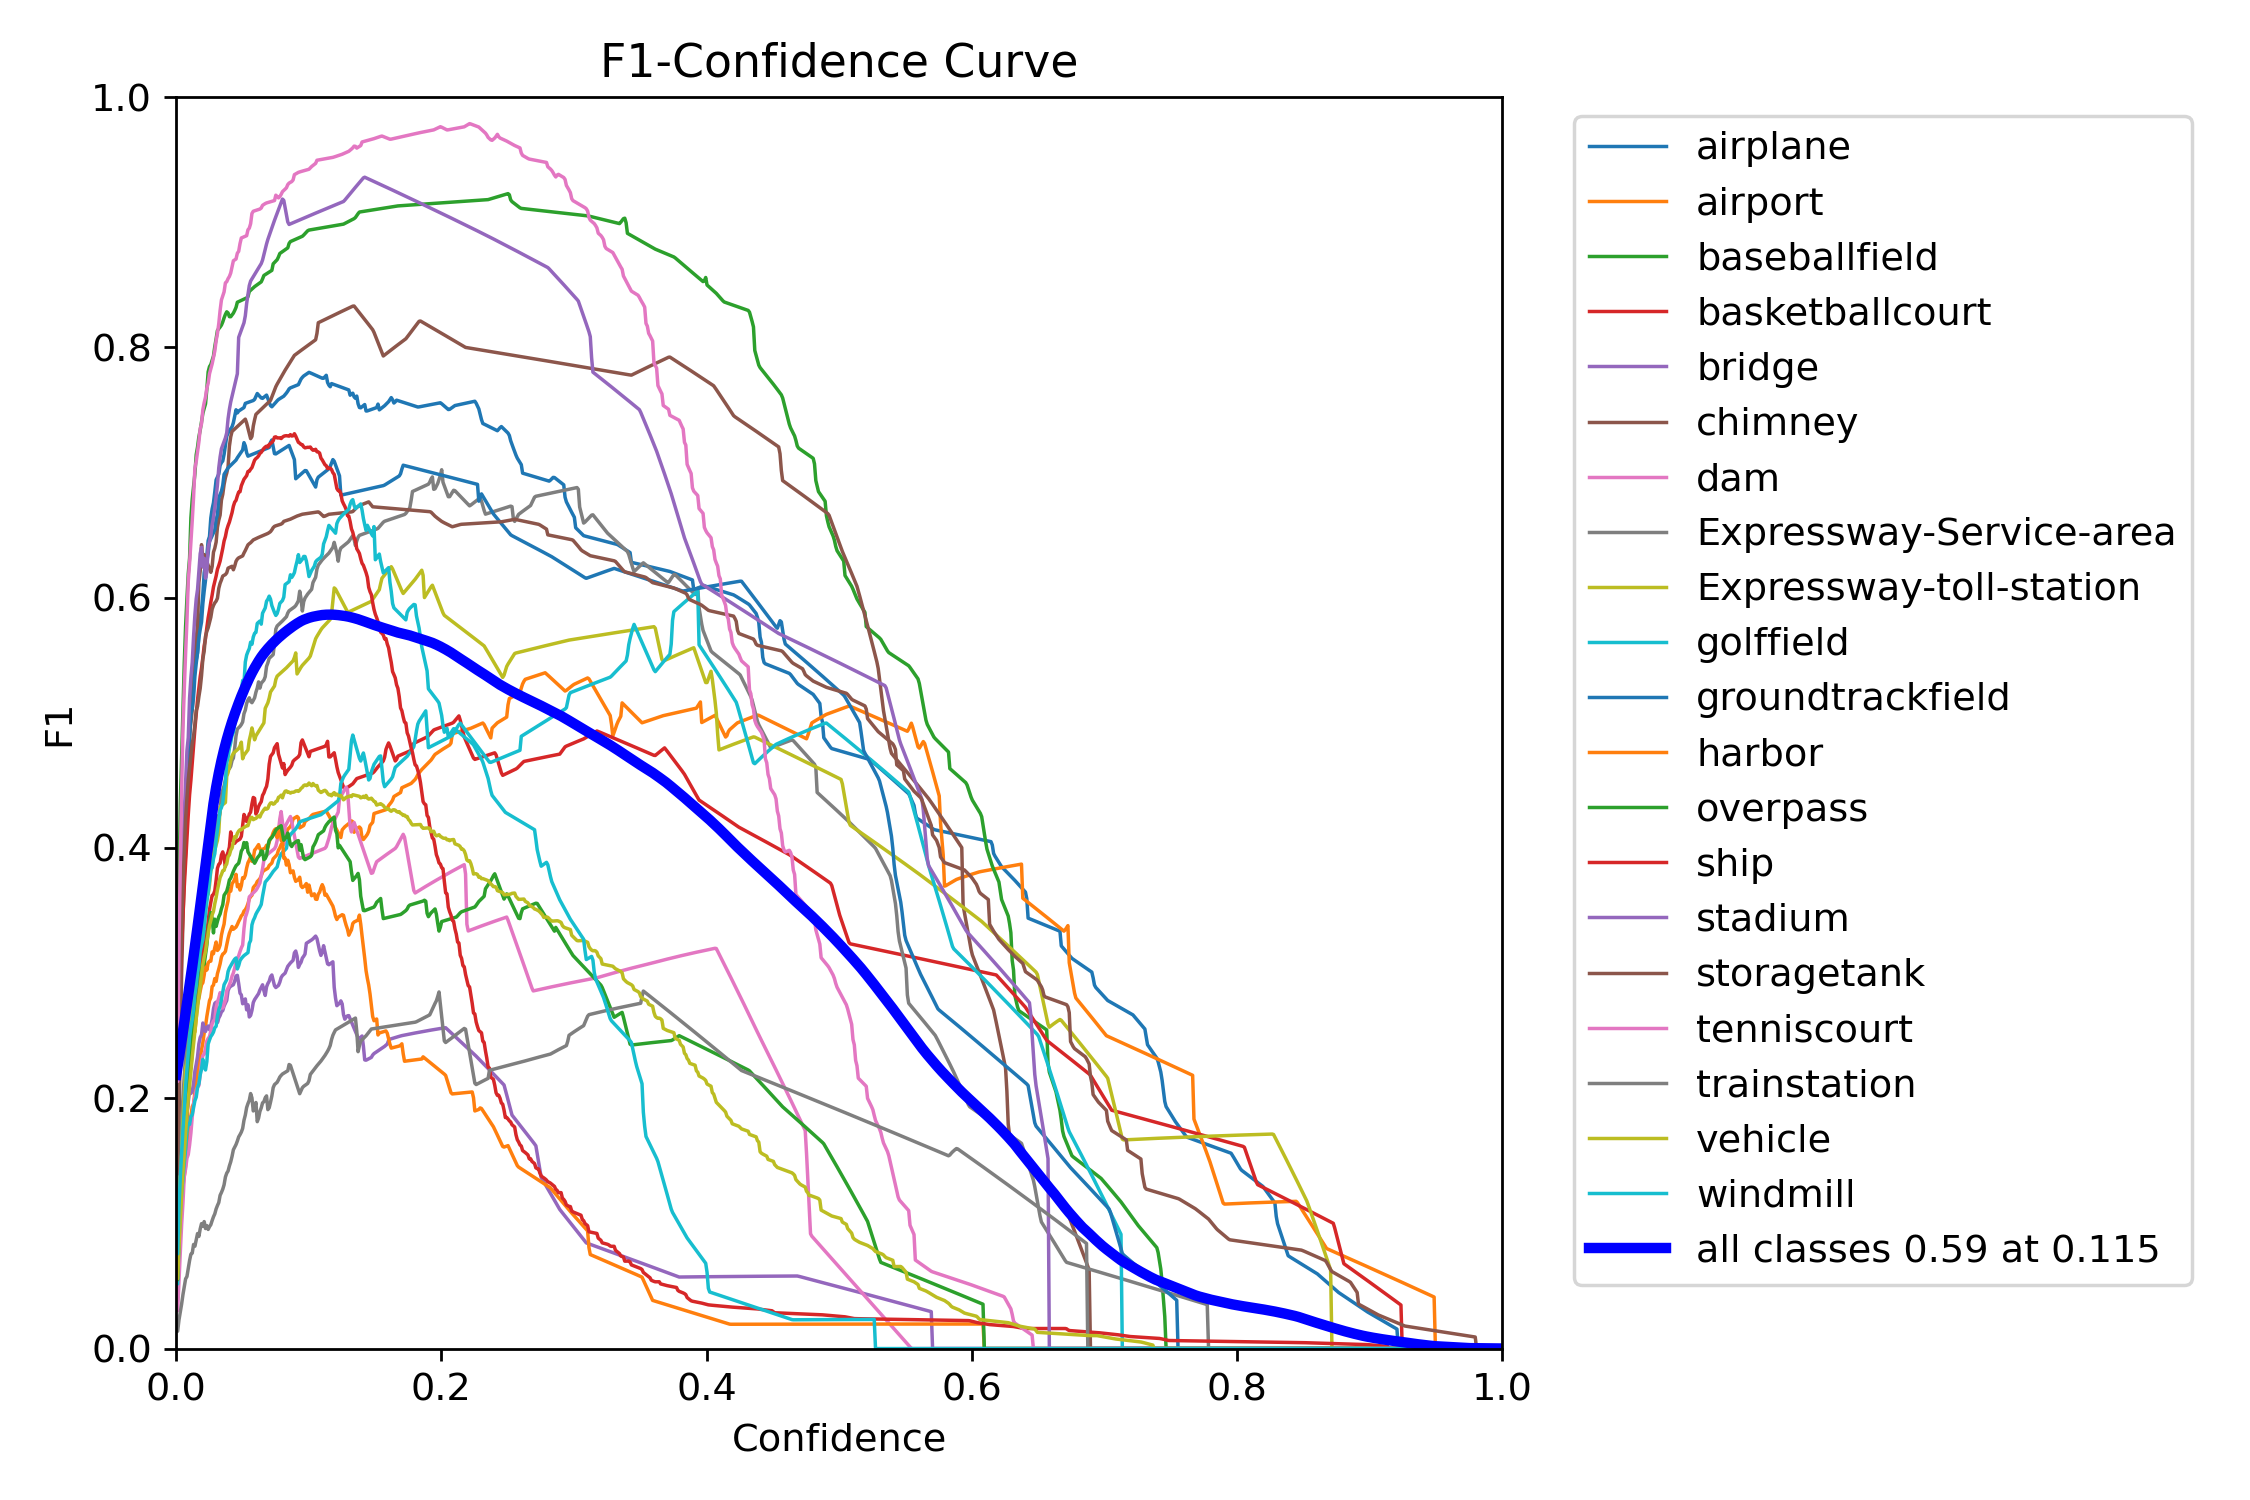 F1-Confidence Curve
1.0
0.8
0.6
0.4
0.2
0.0
F1
0.0 0.2 0.4 0.6 0.8 1.0
Confidence
airplane
airport
baseballfield
basketballcourt
bridge
chimney
dam
Expressway-Service-area
Expressway-toll-station
golffield
groundtrackfield
harbor
overpass
ship
stadium
storagetank
tenniscourt
trainstation
vehicle
windmill
all classes 0.59 at 0.115